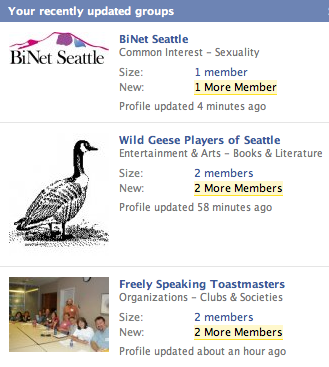 Your recently updated groups
BiNet Seattle
BiNet Seattle
Common Interest – Sexuality
Size: 1 member
New: 1 More Member
Profile updated 4 minutes ago
Wild Geese Players of Seattle
Entertainment & Arts – Books & Literature
Size: 2 members
New: 2 More Members
Profile updated 58 minutes ago
Freely Speaking Toastmasters
Organizations – Clubs & Societies
Size: 2 members
New: 2 More Members
Profile updated about an hour ago